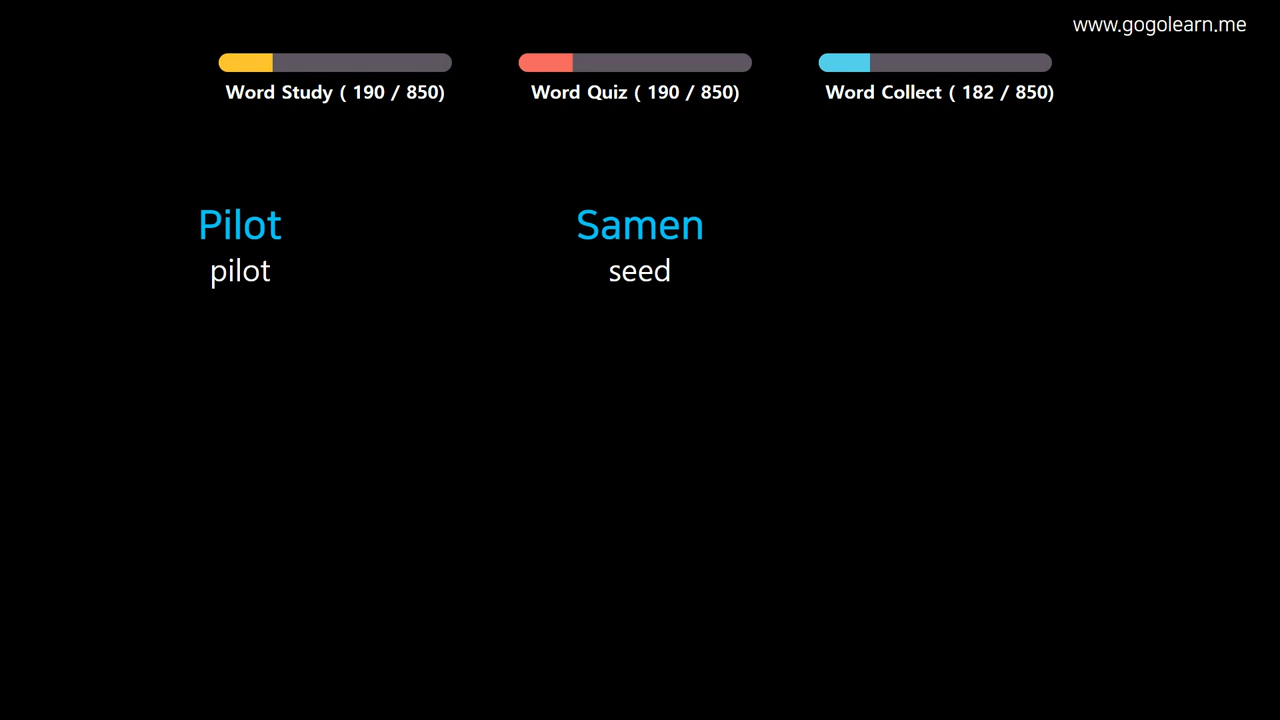 www.gogolearn.me
Word Study ( 190 / 850)
Word Quiz ( 190 / 850)
Word Collect ( 182 / 850)
Pilot
pilot
Samen
seed